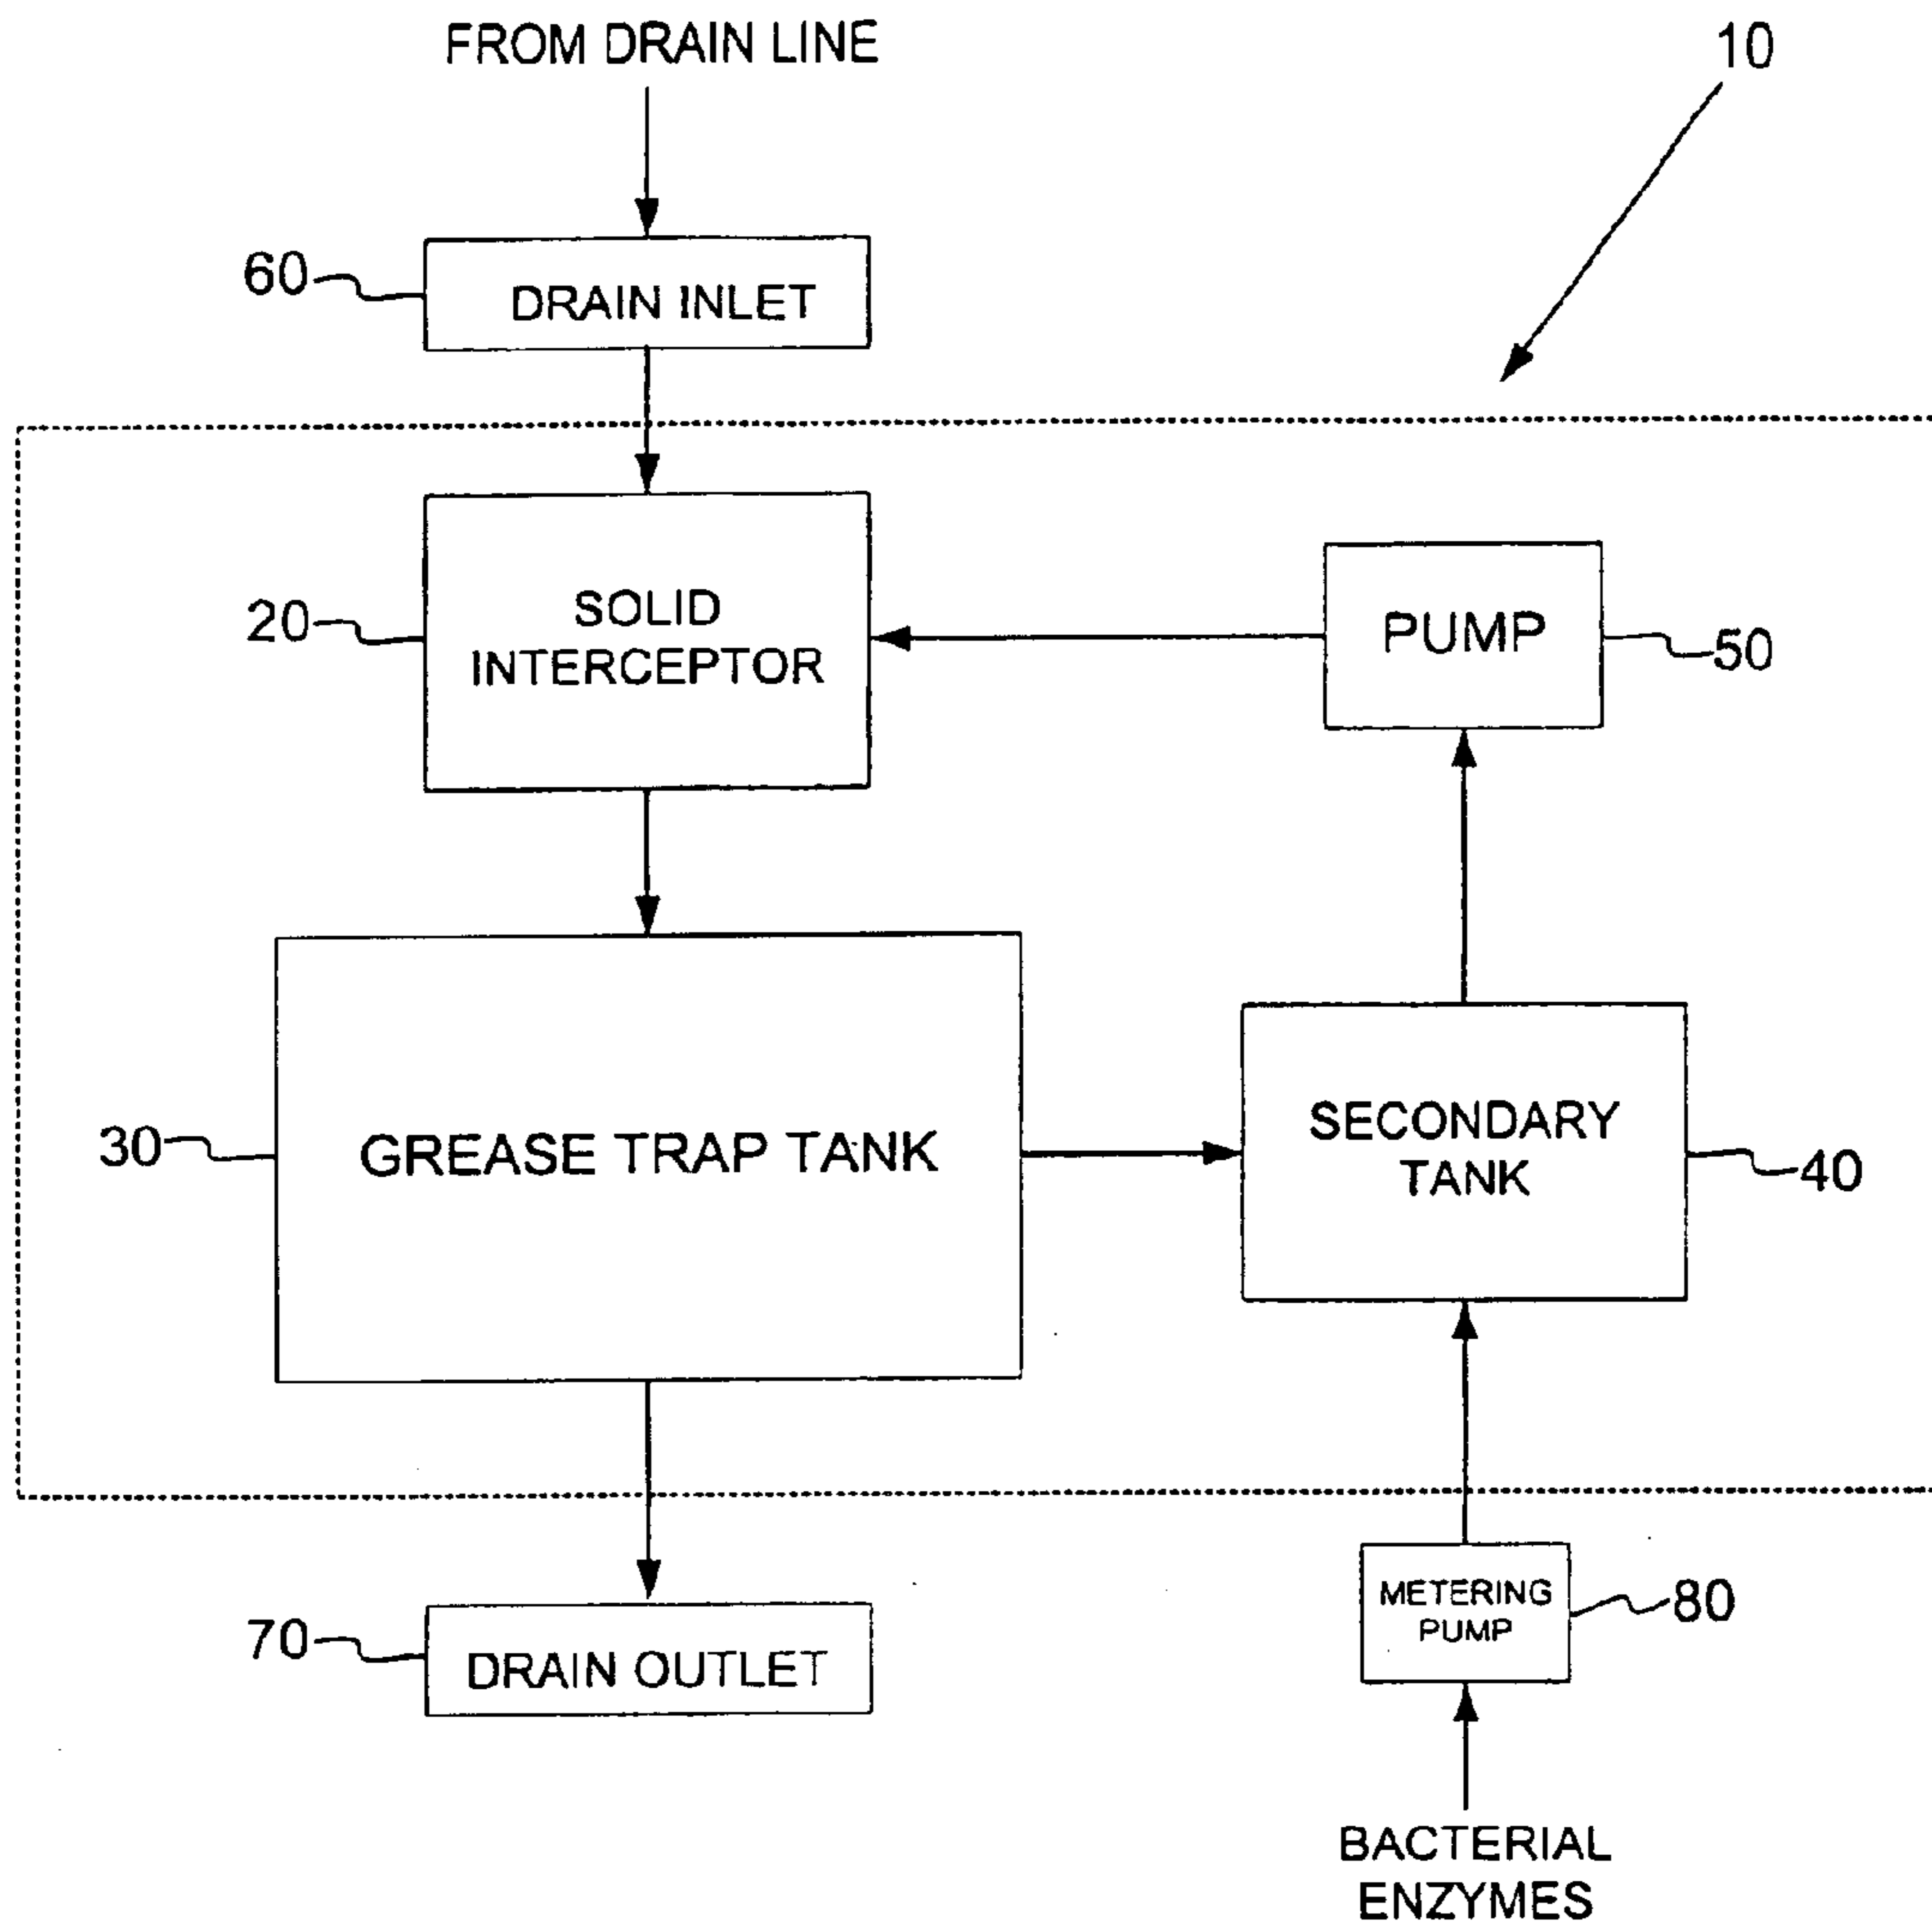 FROM DRAIN LINE
10
60
DRAIN INLET
20
SOLID
INTERCEPTOR
PUMP
50
30
GREASE TRAP TANK
SECONDARY
TANK
40
70
DRAIN OUTLET
METERING
PUMP
80
BACTERIAL
ENZYMES